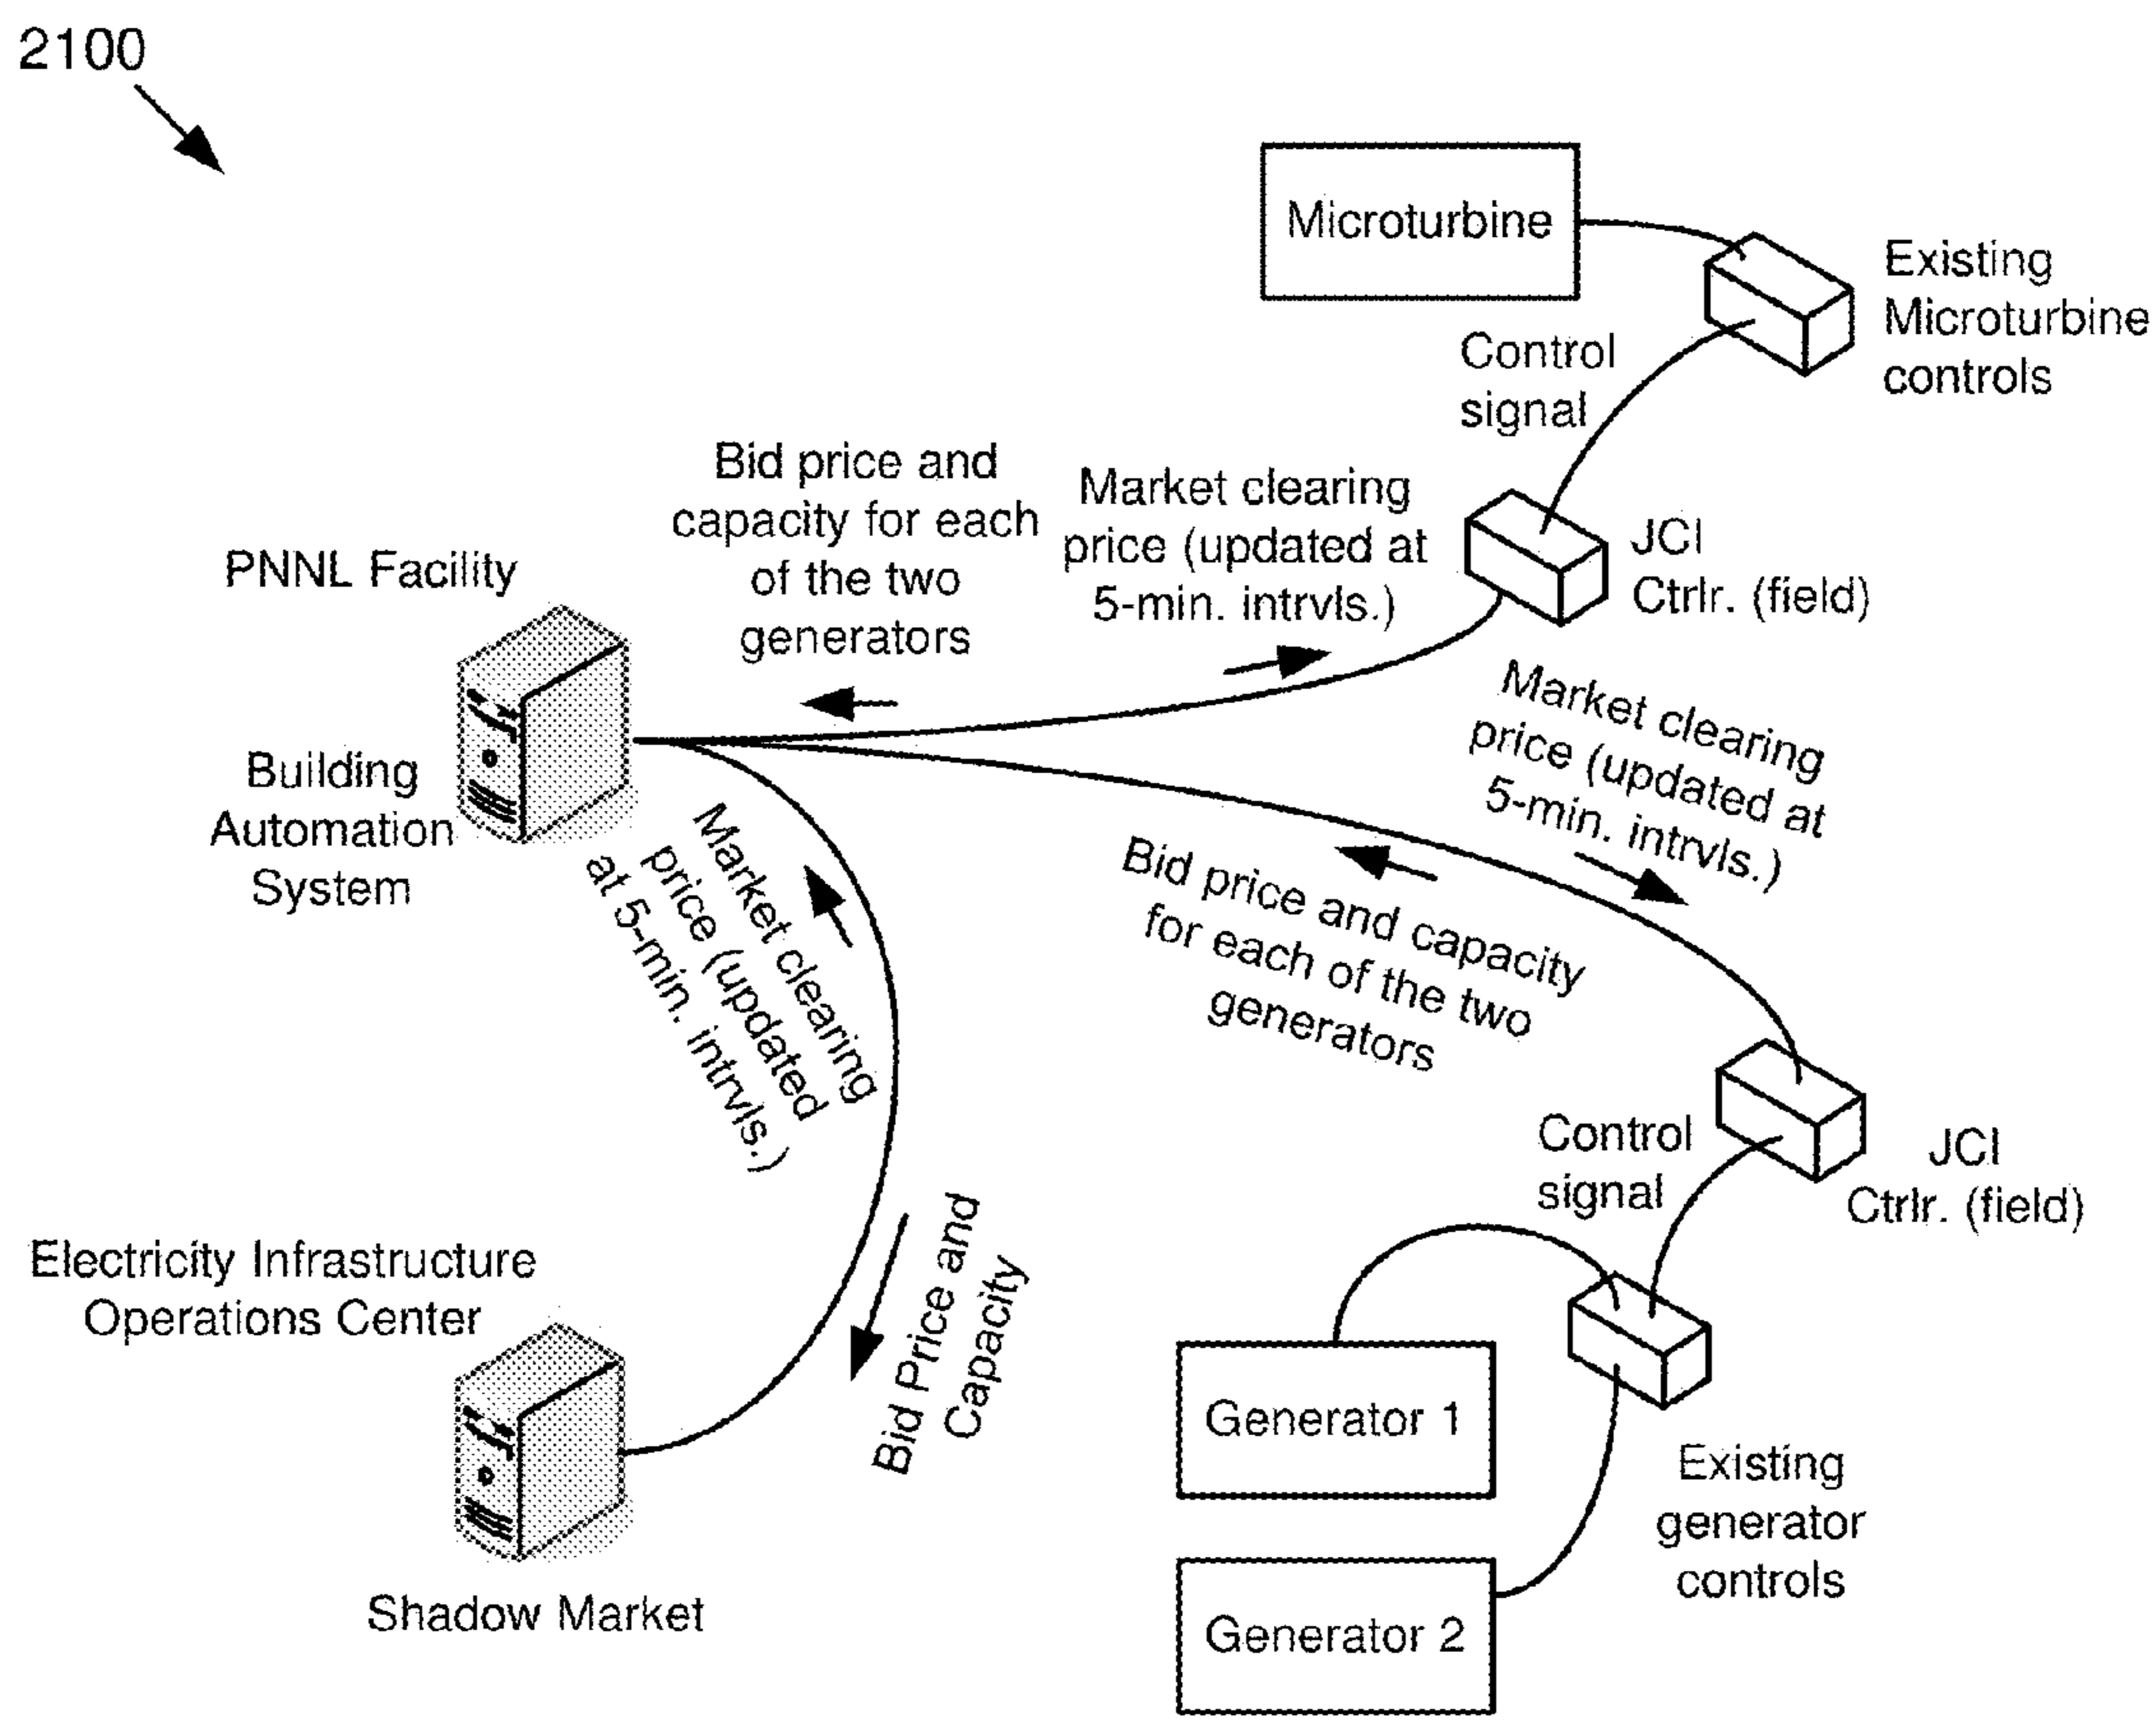 2100
Microturbine
Existing
Microturbine
controls
Control
signal
Bid price and
capacity for each
of the two
generators
Market clearing
price (updated at
5-min. intrvls.)
JCI
Ctrlr. (field)
PNNL Facility
Building
Automation
System
Market clearing
price (updated at
5-min. intrvls.)
Bid price and capacity
for each of the two
generators
Market clearing
price (updated
at 5-min. intrvls.)
Control
signal
JCI
Ctrlr. (field)
Bid Price and
Capacity
Electricity Infrastructure
Operations Center
Shadow Market
Generator 1
Existing
generator
controls
Generator 2